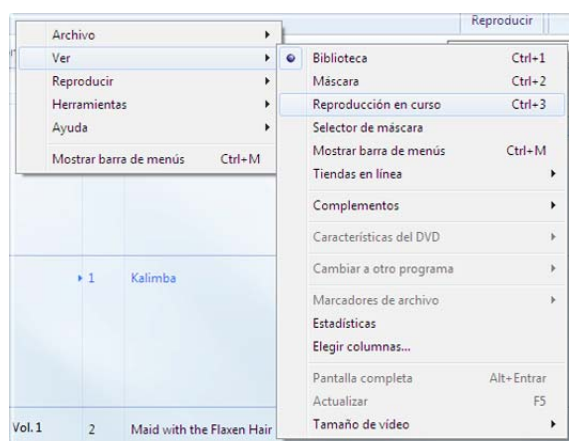 Reproducir
Archivo
Ver
Reproducir
Herramientas
Ayuda
Mostrar barra de menús Ctrl+M
Biblioteca Ctrl+1
Máscara Ctrl+2
Reproducción en curso Ctrl+3
Selector de máscara
Mostrar barra de menús Ctrl+M
Tiendas en línea
Complementos
Características del DVD
Cambiar a otro programa
Marcadores de archivo
Estadísticas
Elegir columnas...
Pantalla completa Alt+Entrar
Actualizar F5
Tamaño de vídeo
1 Kalimba
Vol. 1 2 Maid with the Flaxen Hair